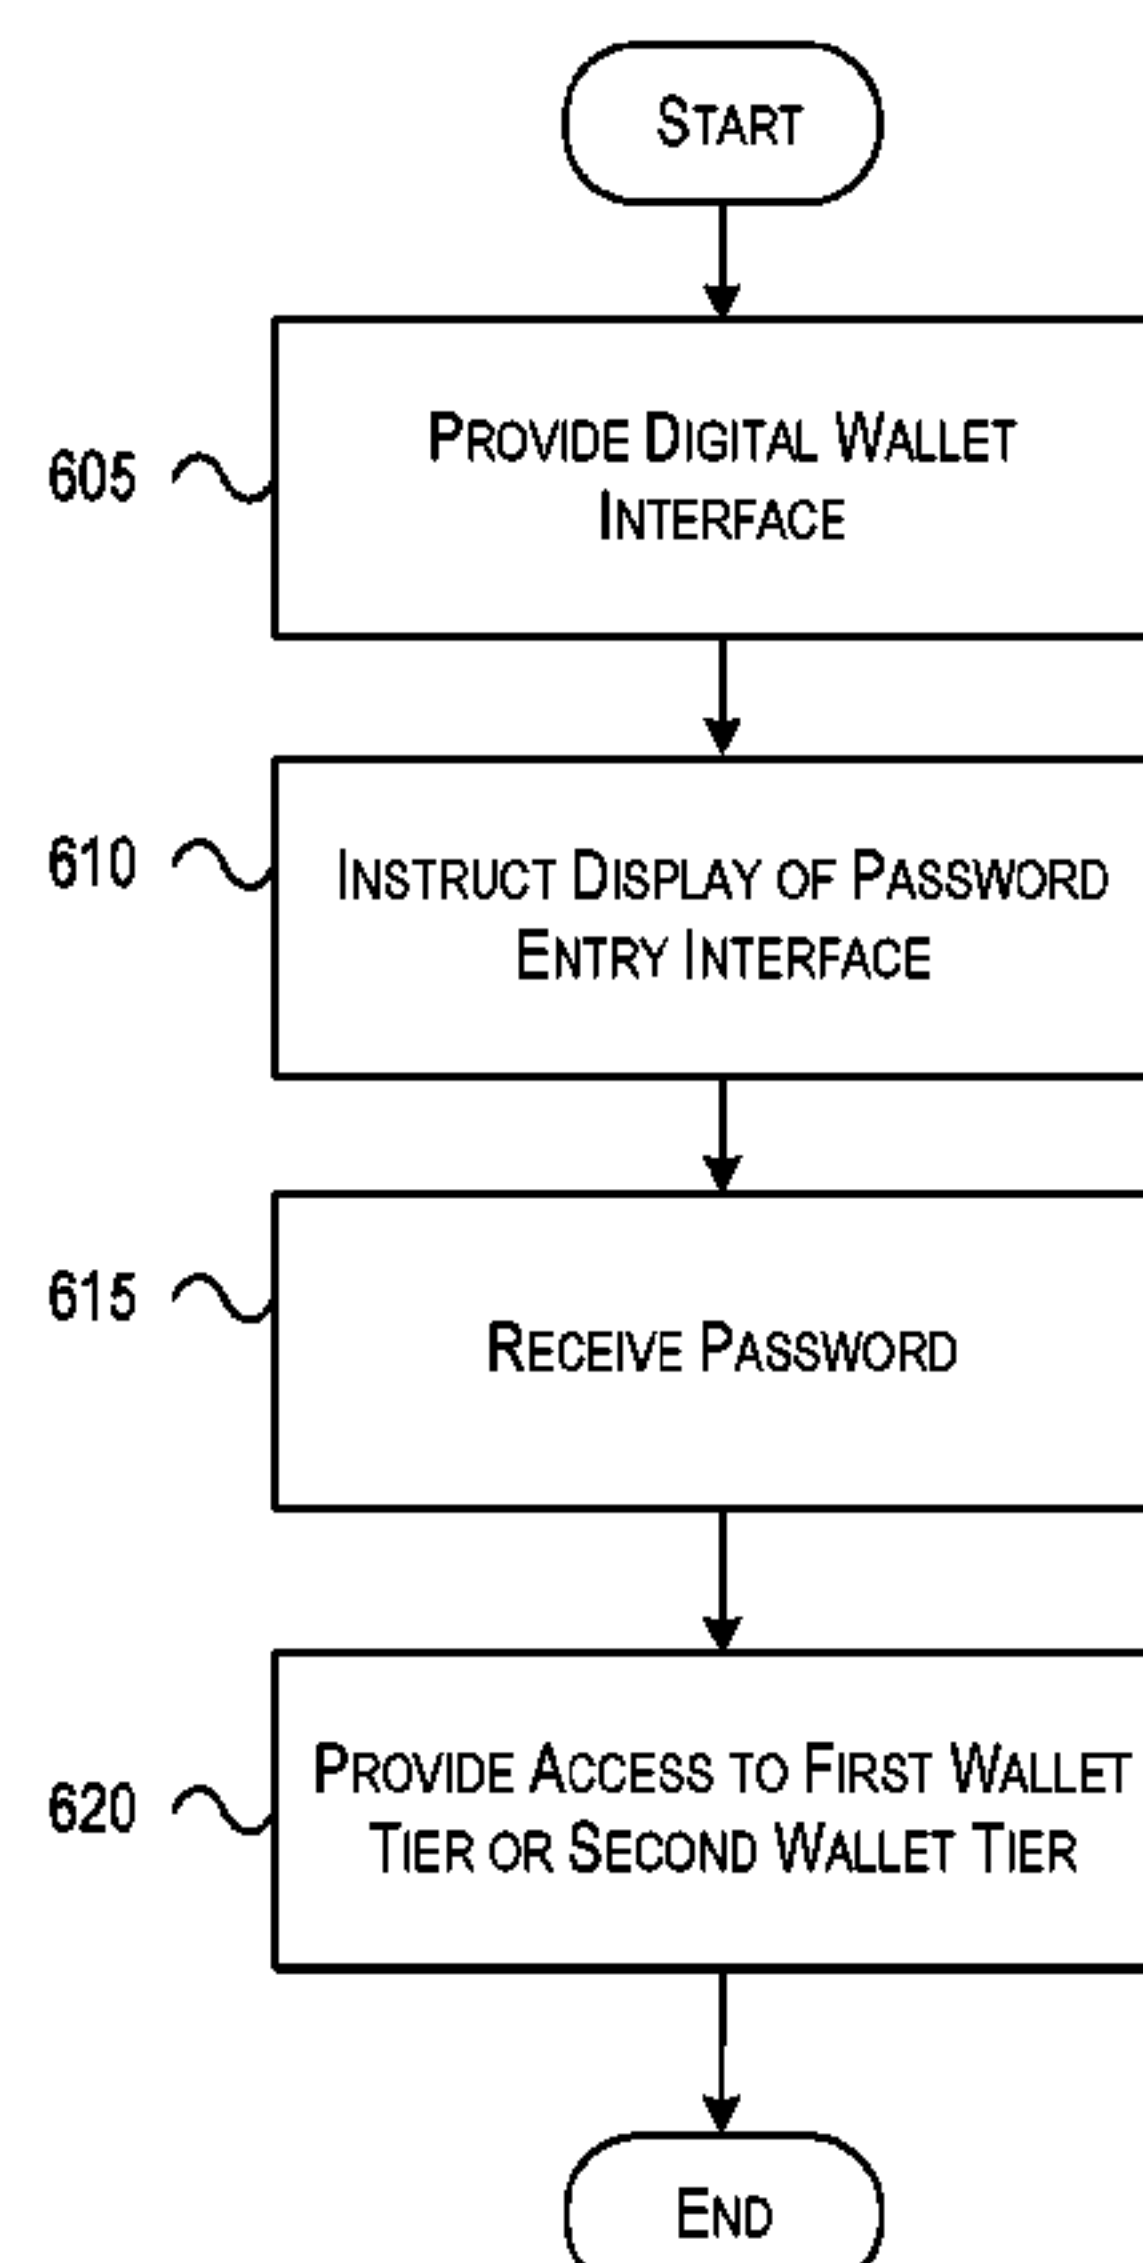 START
605
PROVIDE DIGITAL WALLET
INTERFACE
610
INSTRUCT DISPLAY OF PASSWORD
ENTRY INTERFACE
615
RECEIVE PASSWORD
620
PROVIDE ACCESS TO FIRST WALLET
TIER OR SECOND WALLET TIER
END